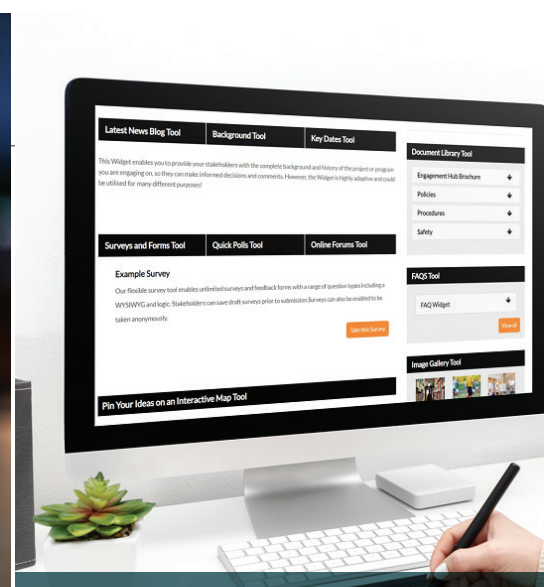 Latest News Blog Tool
Background Tool
Key Dates Tool
This Widget enables you to provide your stakeholders with the complete background and history of the project or program
you are engaging on, so they can make informed decisions and comments. However, the Widget is highly adaptive and could
be utilised for many different purposes!
Surveys and Forms Tool
Quick Polls Tool
Online Forums Tool
Example Survey
Our flexible survey tool enables unlimited surveys and feedback forms with a range of question types including a
WYSIWYG and logic. Stakeholders can save draft surveys prior to submission.Surveys can also be enabled to be
taken anonymously.
Take this Survey
Pin Your Ideas on an Interactive Map Tool
Document Library Tool
Engagement Hub Brochure
Policies
Procedures
Safety
FAQS Tool
FAQ Widget
View all
Image Gallery Tool